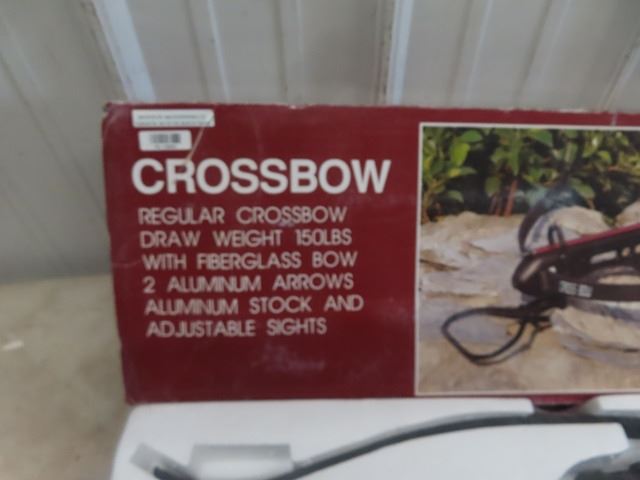 CROSSBOW
REGULAR CROSSBOW
DRAW WEIGHT 150LBS
WITH FIBERGLASS BOW
2 ALUMINUM ARROWS
ALUMINUM STOCK AND
ADJUSTABLE SIGHTS